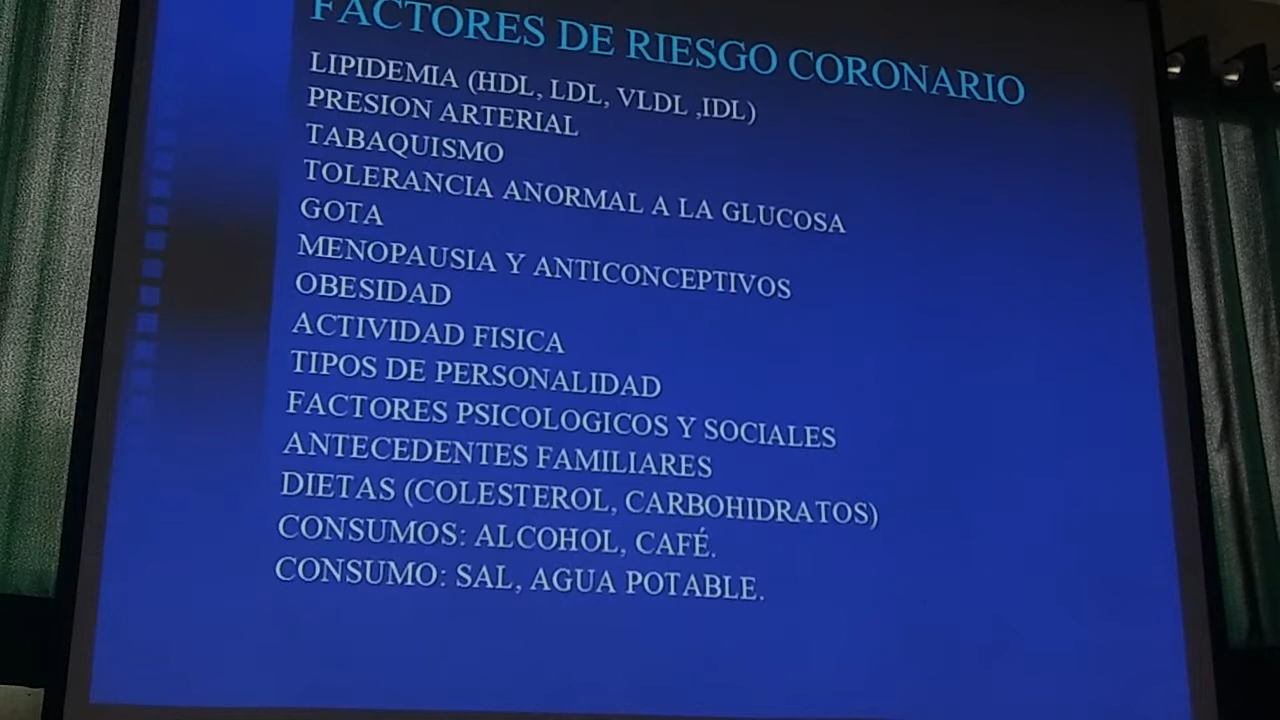 FACTORES DE RIESGO CORONARIO
LIPIDEMIA (HDL, LDL, VLDL ,IDL)
PRESION ARTERIAL
TABAQUISMO
TOLERANCIA ANORMAL A LA GLUCOSA
GOTA
MENOPAUSIA Y ANTICONCEPTIVOS
OBESIDAD
ACTIVIDAD FISICA
TIPOS DE PERSONALIDAD
FACTORES PSICOLOGICOS Y SOCIALES
ANTECEDENTES FAMILIARES
DIETAS (COLESTEROL, CARBOHIDRATOS)
CONSUMOS: ALCOHOL, CAFÉ.
CONSUMO: SAL, AGUA POTABLE.